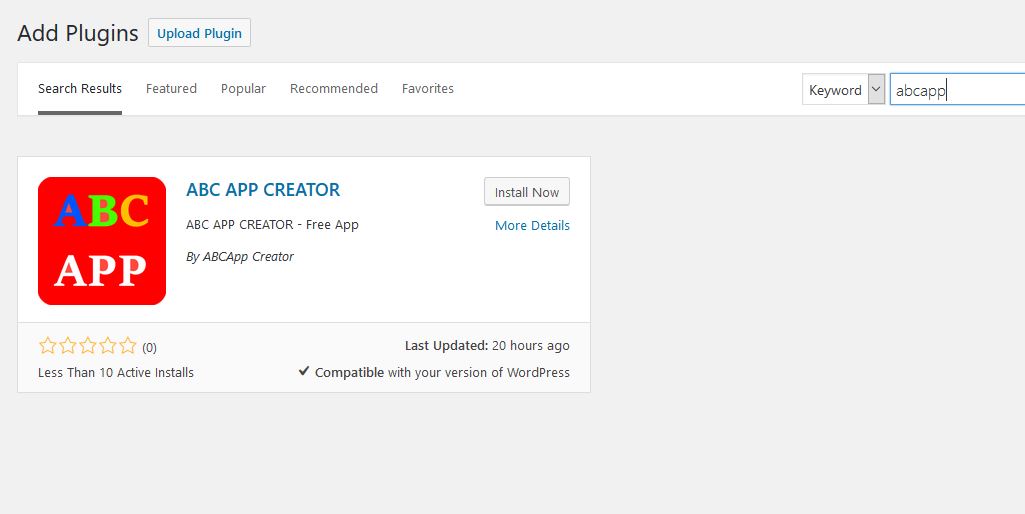 Add Plugins Upload Plugin
Search Results Featured Popular Recommended Favorites Keyword abcapp
ABC
APP
ABC APP CREATOR Install Now
ABC APP CREATOR - Free App More Details
By ABCApp Creator
(0) Last Updated: 20 hours ago
Less Than 10 Active Installs Compatible with your version of WordPress